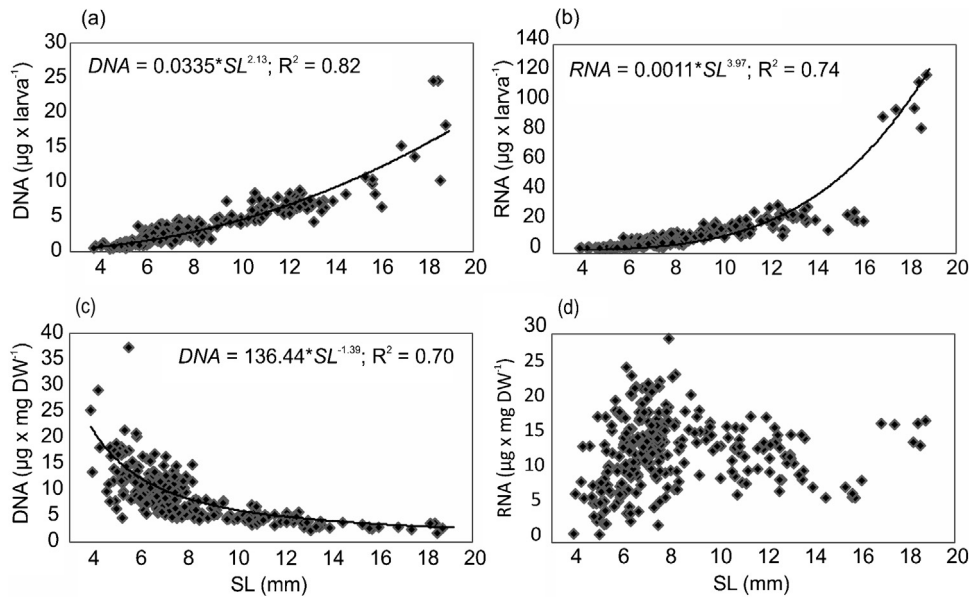 (a)
DNA = 0.0335*SL^2.13; R² = 0.82
DNA (µg x larva⁻¹)
30
25
20
15
10
5
0
4 6 8 10 12 14 16 18 20
(b)
RNA = 0.0011*SL^3.97; R² = 0.74
RNA (µg x larva⁻¹)
140
120
100
80
60
40
20
0
4 6 8 10 12 14 16 18 20
(c)
DNA = 136.44*SL^-1.39; R² = 0.70
DNA (µg x mg DW⁻¹)
40
35
30
25
20
15
10
5
0
4 6 8 10 12 14 16 18 20
SL (mm)
(d)
RNA (µg x mg DW⁻¹)
30
25
20
15
10
5
0
4 6 8 10 12 14 16 18 20
SL (mm)